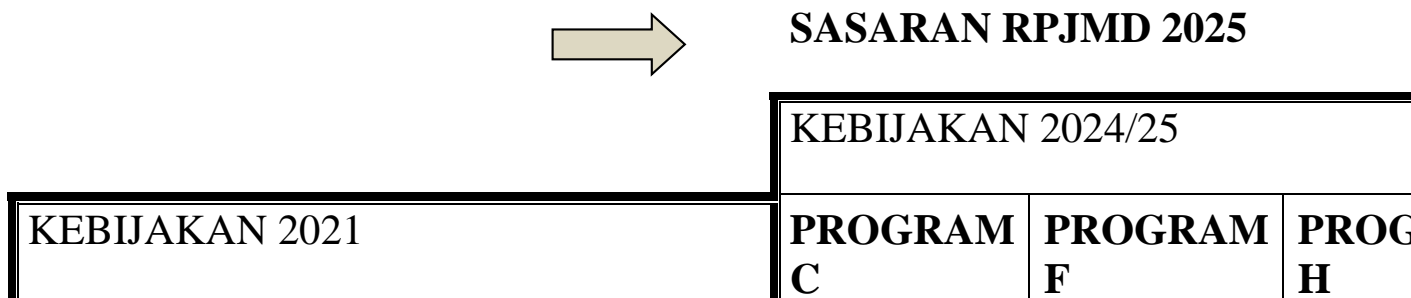 SASARAN RPJMD 2025
KEBIJAKAN 2024/25
KEBIJAKAN 2021
PROGRAM C
PROGRAM F
H